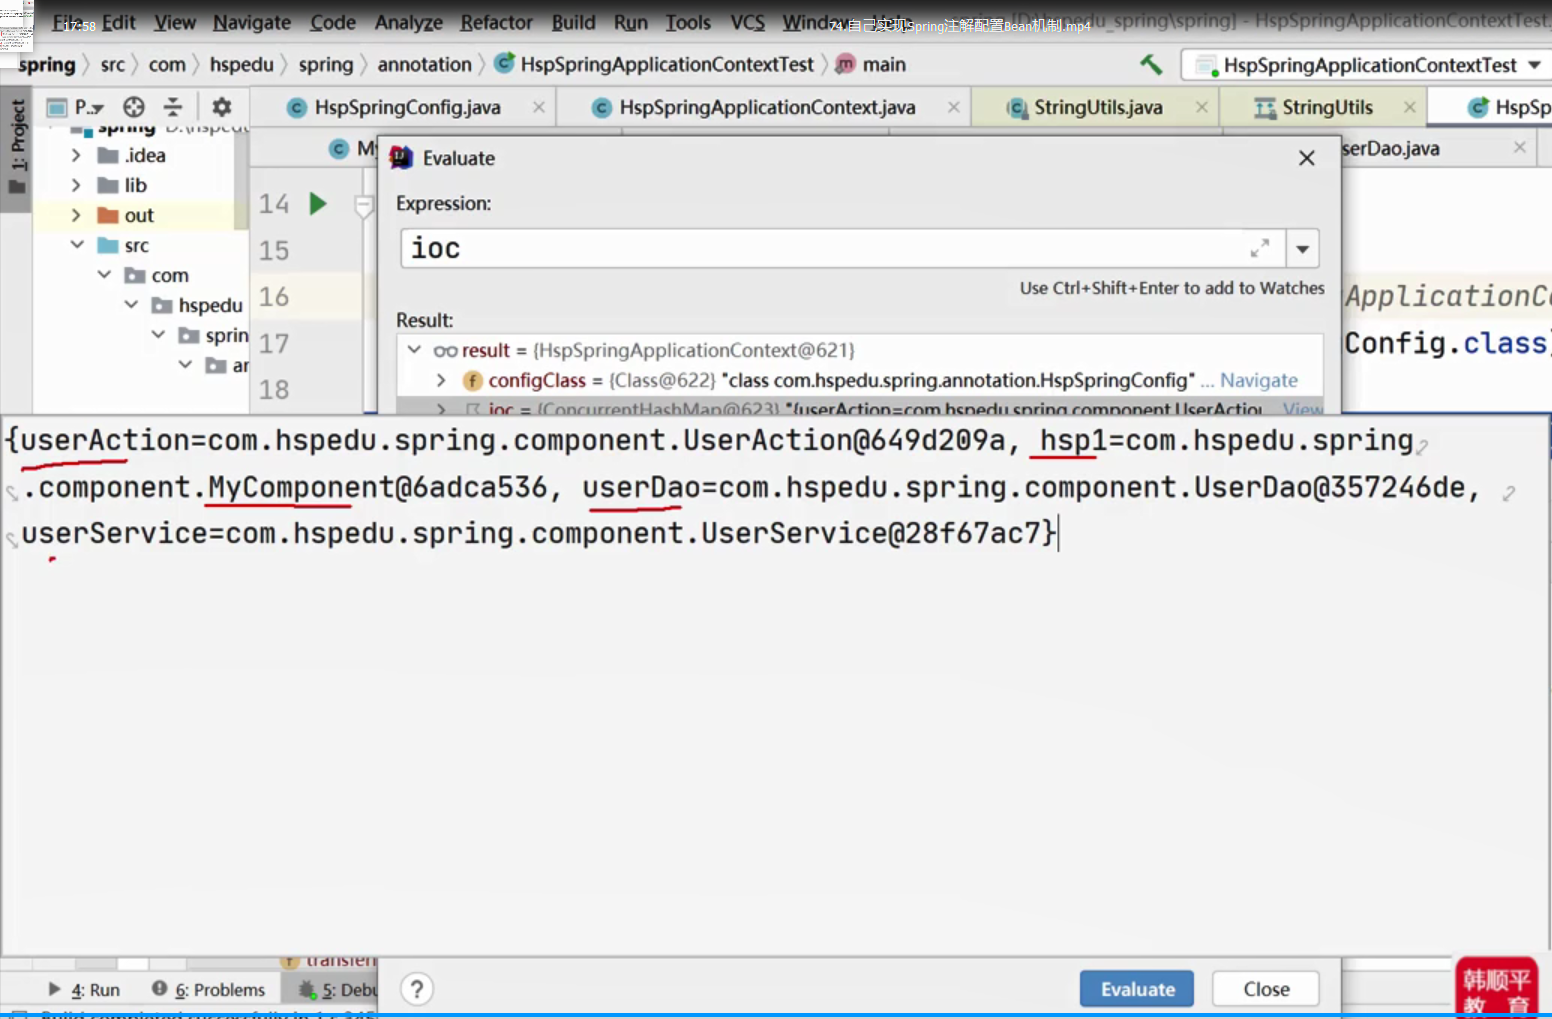 File Edit View Navigate Code Analyze Refactor Build Run Tools VCS Window
17:58
74.自己实现Spring注解配置Bean机制.mp4
spring src com hspedu spring annotation HspSpringApplicationContextTest main HspSpringApplicationContextTest
1: Project
P..
HspSpringConfig.java HspSpringApplicationContext.java StringUtils.java StringUtils HspSp
spring
.idea
lib
out
src
com
hspedu
sprin
ar
My
serDao.java
14
15
16
17
18
ApplicationCo
Config.class
Evaluate
Expression:
ioc
Use Ctrl+Shift+Enter to add to Watches
Result:
result = {HspSpringApplicationContext@621}
f configClass = {Class@622} "class com.hspedu.spring.annotation.HspSpringConfig" ... Navigate
ioc = {ConcurrentHashMap@623} "{userAction=com.hspedu.spring.component.UserAction View
{userAction=com.hspedu.spring.component.UserAction@649d209a, hsp1=com.hspedu.spring
.component.MyComponent@6adca536, userDao=com.hspedu.spring.component.UserDao@357246de,
userService=com.hspedu.spring.component.UserService@28f67ac7}
4: Run 6: Problems 5: Debu
? Evaluate Close
韩顺平
教 育